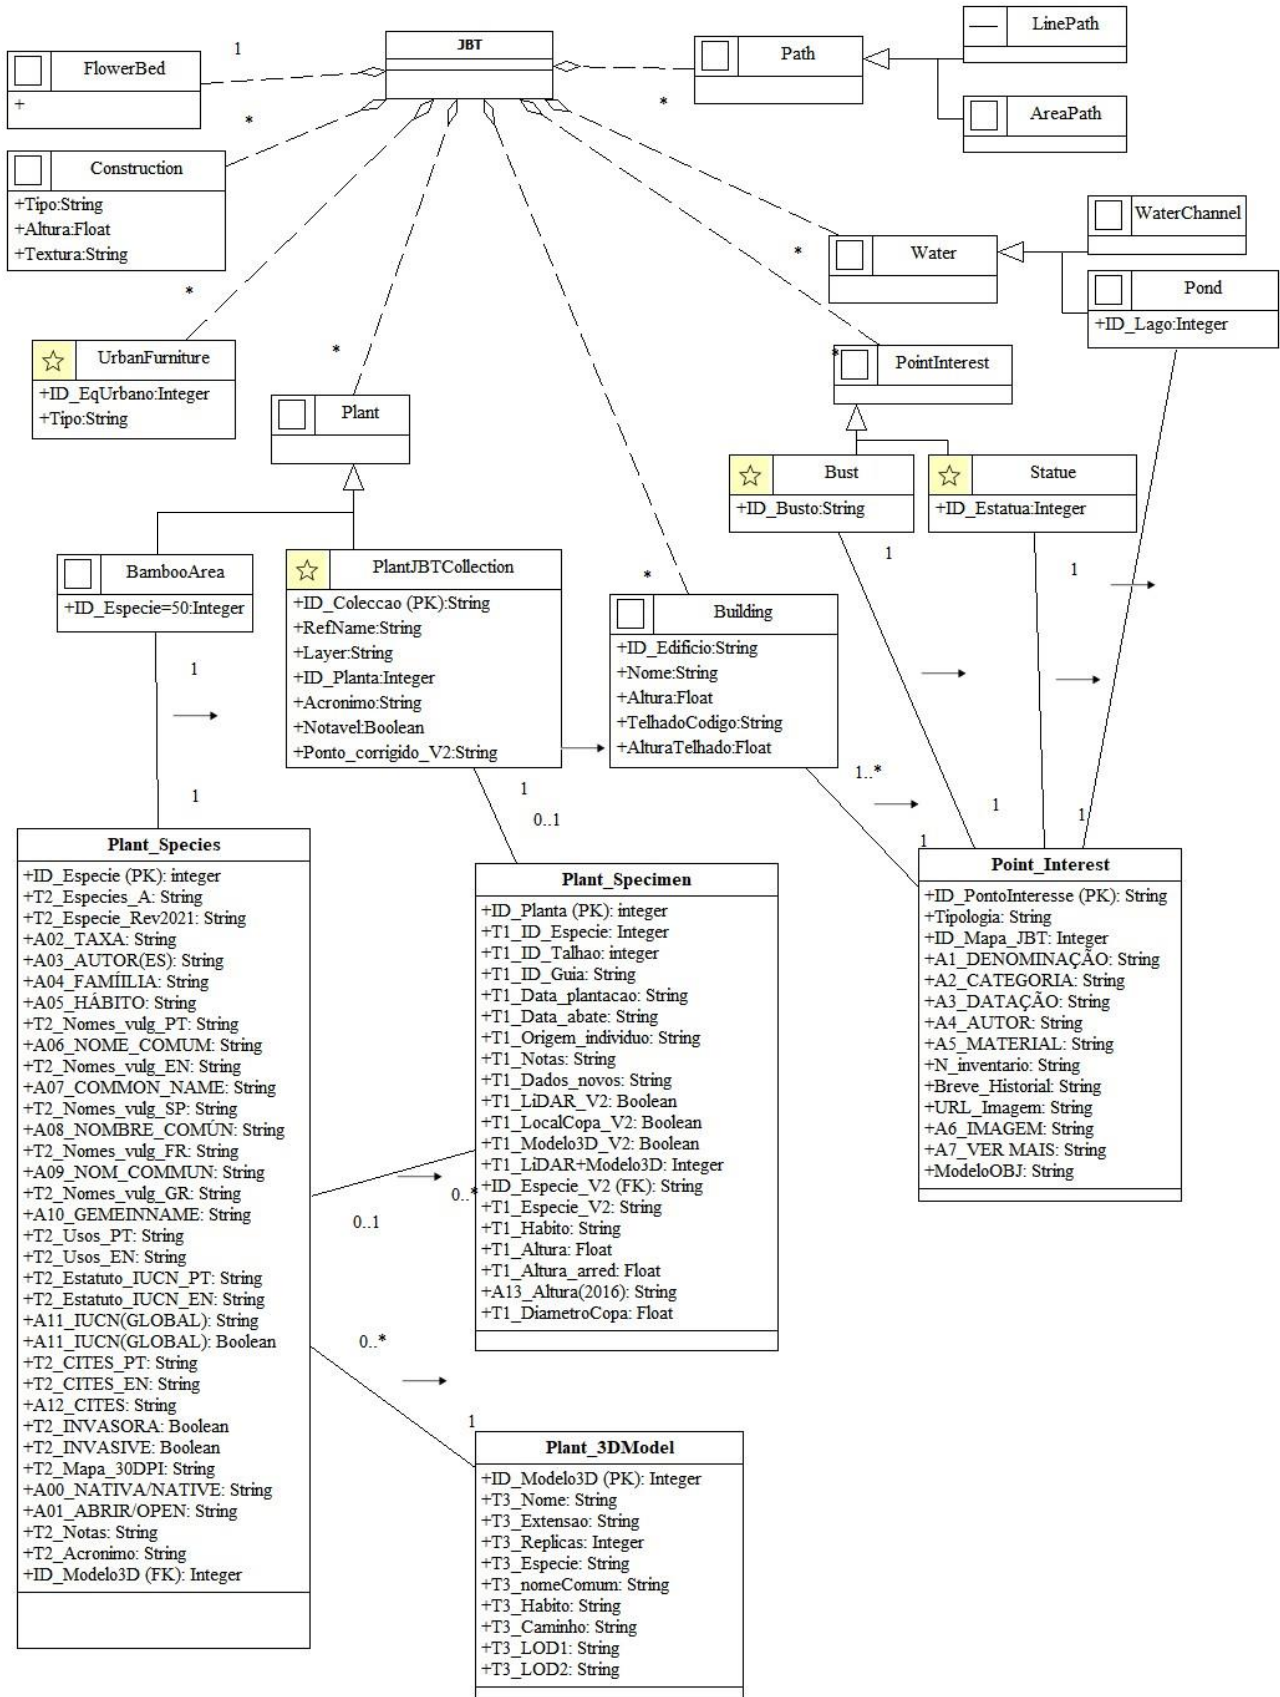 JBT
FlowerBed
+
1
*
Construction
+Tipo:String
+Altura:Float
+Textura:String
*
UrbanFurniture
+ID_EqUrbano:Integer
+Tipo:String
*
Plant
Path
*
LinePath
AreaPath
*
Water
WaterChannel
Pond
+ID_Lago:Integer
*
PointInterest
Bust
+ID_Busto:String
Statue
+ID_Estatua:Integer
BambooArea
+ID_Especie=50:Integer
PlantJBTCollection
+ID_Coleccao (PK):String
+RefName:String
+Layer:String
+ID_Planta:Integer
+Acronimo:String
+Notavel:Boolean
+Ponto_corrigido_V2:String
*
Building
+ID_Edificio:String
+Nome:String
+Altura:Float
+TelhadoCodigo:String
+AlturaTelhado:Float
1
1
1
1
1
0..1
1..*
1
1
1
Plant_Species
+ID_Especie (PK): integer
+T2_Especies_A: String
+T2_Especie_Rev2021: String
+A02_TAXA: String
+A03_AUTOR(ES): String
+A04_FAMÍILIA: String
+A05_HÁBITO: String
+T2_Nomes_vulg_PT: String
+A06_NOME_COMUM: String
+T2_Nomes_vulg_EN: String
+A07_COMMON_NAME: String
+T2_Nomes_vulg_SP: String
+A08_NOMBRE_COMÚN: String
+T2_Nomes_vulg_FR: String
+A09_NOM_COMMUN: String
+T2_Nomes_vulg_GR: String
+A10_GEMEINNAME: String
+T2_Usos_PT: String
+T2_Usos_EN: String
+T2_Estatuto_IUCN_PT: String
+T2_Estatuto_IUCN_EN: String
+A11_IUCN(GLOBAL): String
+A11_IUCN(GLOBAL): Boolean
+T2_CITES_PT: String
+T2_CITES_EN: String
+A12_CITES: String
+T2_INVASORA: Boolean
+T2_INVASIVE: Boolean
+T2_Mapa_30DPI: String
+A00_NATIVA/NATIVE: String
+A01_ABRIR/OPEN: String
+T2_Notas: String
+T2_Acronimo: String
+ID_Modelo3D (FK): Integer
Plant_Specimen
+ID_Planta (PK): integer
+T1_ID_Especie: Integer
+T1_ID_Talhao: integer
+T1_ID_Guia: String
+T1_Data_plantacao: String
+T1_Data_abate: String
+T1_Origem_individuo: String
+T1_Notas: String
+T1_Dados_novos: String
+T1_LiDAR_V2: Boolean
+T1_LocalCopa_V2: Boolean
+T1_Modelo3D_V2: Boolean
+T1_LiDAR+Modelo3D: Integer
+ID_Especie_V2 (FK): String
+T1_Especie_V2: String
+T1_Habito: String
+T1_Altura: Float
+T1_Altura_arred: Float
+A13_Altura(2016): String
+T1_DiametroCopa: Float
Point_Interest
+ID_PontoInteresse (PK): String
+Tipologia: String
+ID_Mapa_JBT: Integer
+A1_DENOMINAÇÃO: String
+A2_CATEGORIA: String
+A3_DATAÇÃO: String
+A4_AUTOR: String
+A5_MATERIAL: String
+N_inventario: String
+Breve_Historial: String
+URL_Imagem: String
+A6_IMAGEM: String
+A7_VER MAIS: String
+ModeloOBJ: String
0..*
0..1
0..*
1
Plant_3DModel
+ID_Modelo3D (PK): Integer
+T3_Nome: String
+T3_Extensao: String
+T3_Replicas: Integer
+T3_Especie: String
+T3_nomeComum: String
+T3_Habito: String
+T3_Caminho: String
+T3_LOD1: String
+T3_LOD2: String